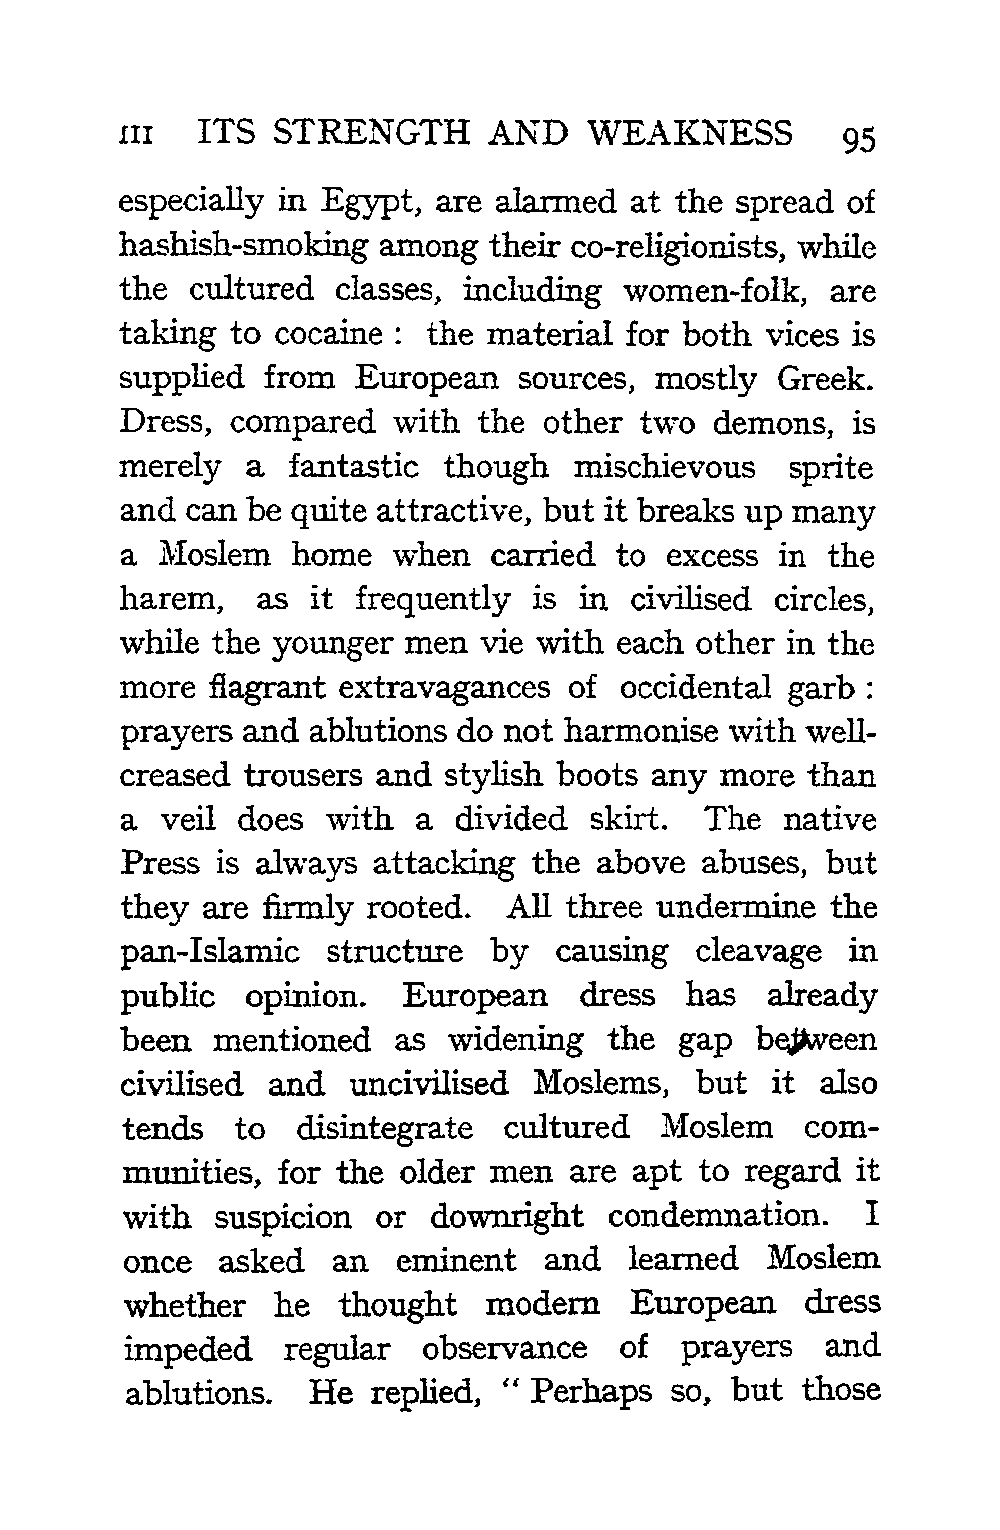 III ITS STRENGTH AND WEAKNESS 95
especially in Egypt, are alarmed at the spread of
hashish-smoking among their co-religionists, while
the cultured classes, including women-folk, are
taking to cocaine : the material for both vices is
supplied from European sources, mostly Greek.
Dress, compared with the other two demons, is
merely a fantastic though mischievous sprite
and can be quite attractive, but it breaks up many
a Moslem home when carried to excess in the
harem, as it frequently is in civilised circles,
while the younger men vie with each other in the
more flagrant extravagances of occidental garb :
prayers and ablutions do not harmonise with well-
creased trousers and stylish boots any more than
a veil does with a divided skirt. The native
Press is always attacking the above abuses, but
they are firmly rooted. All three undermine the
pan-Islamic structure by causing cleavage in
public opinion. European dress has already
been mentioned as widening the gap between
civilised and uncivilised Moslems, but it also
tends to disintegrate cultured Moslem com-
munities, for the older men are apt to regard it
with suspicion or downright condemnation. I
once asked an eminent and learned Moslem
whether he thought modern European dress
impeded regular observance of prayers and
ablutions. He replied, “ Perhaps so, but those